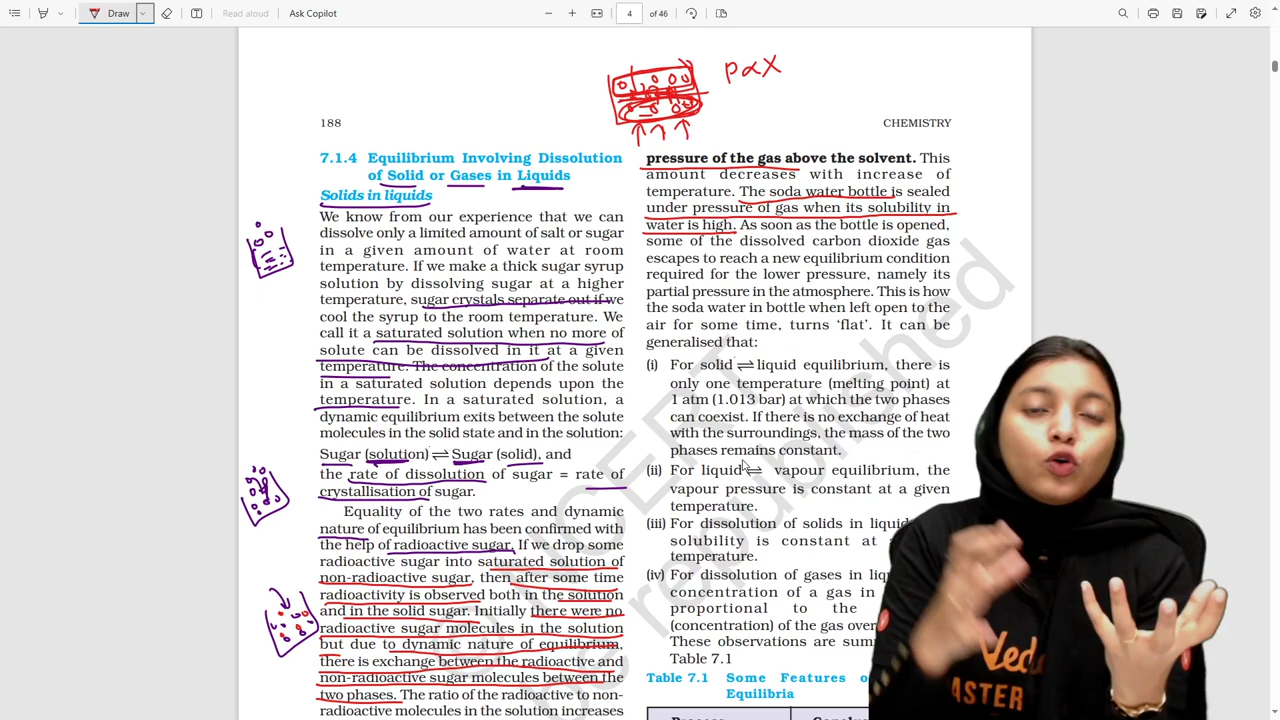 Draw
Read aloud
Ask Copilot
4
of 46
P∝X
188
CHEMISTRY
7.1.4 Equilibrium Involving Dissolution
of Solid or Gases in Liquids
Solids in liquids
We know from our experience that we can
dissolve only a limited amount of salt or sugar
in a given amount of water at room
temperature. If we make a thick sugar syrup
solution by dissolving sugar at a higher
temperature, sugar crystals separate out if we
cool the syrup to the room temperature. We
call it a saturated solution when no more of
solute can be dissolved in it at a given
temperature. The concentration of the solute
in a saturated solution depends upon the
temperature. In a saturated solution, a
dynamic equilibrium exits between the solute
molecules in the solid state and in the solution:
Sugar (solution) ⇌ Sugar (solid), and
the rate of dissolution of sugar = rate of
crystallisation of sugar.
Equality of the two rates and dynamic
nature of equilibrium has been confirmed with
the help of radioactive sugar. If we drop some
radioactive sugar into saturated solution of
non-radioactive sugar, then after some time
radioactivity is observed both in the solution
and in the solid sugar. Initially there were no
radioactive sugar molecules in the solution
but due to dynamic nature of equilibrium,
there is exchange between the radioactive and
non-radioactive sugar molecules between the
two phases. The ratio of the radioactive to non-
radioactive molecules in the solution increases
pressure of the gas above the solvent. This
amount decreases with increase of
temperature. The soda water bottle is sealed
under pressure of gas when its solubility in
water is high. As soon as the bottle is opened,
some of the dissolved carbon dioxide gas
escapes to reach a new equilibrium condition
required for the lower pressure, namely its
partial pressure in the atmosphere. This is how
the soda water in bottle when left open to the
air for some time, turns ‘flat’. It can be
generalised that:
(i) For solid ⇌ liquid equilibrium, there is
only one temperature (melting point) at
1 atm (1.013 bar) at which the two phases
can coexist. If there is no exchange of heat
with the surroundings, the mass of the two
phases remains constant.
(ii) For liquid ⇌ vapour equilibrium, the
vapour pressure is constant at a given
temperature.
(iii) For dissolution of solids in liquid
solubility is constant at a
temperature.
(iv) For dissolution of gases in li
concentration of a gas in
proportional to the
(concentration) of the gas over
These observations are sum
Table 7.1
Table 7.1 Some Features o
Equilibria
Process Conclu
NCERT
be republished
Veda
ASTER